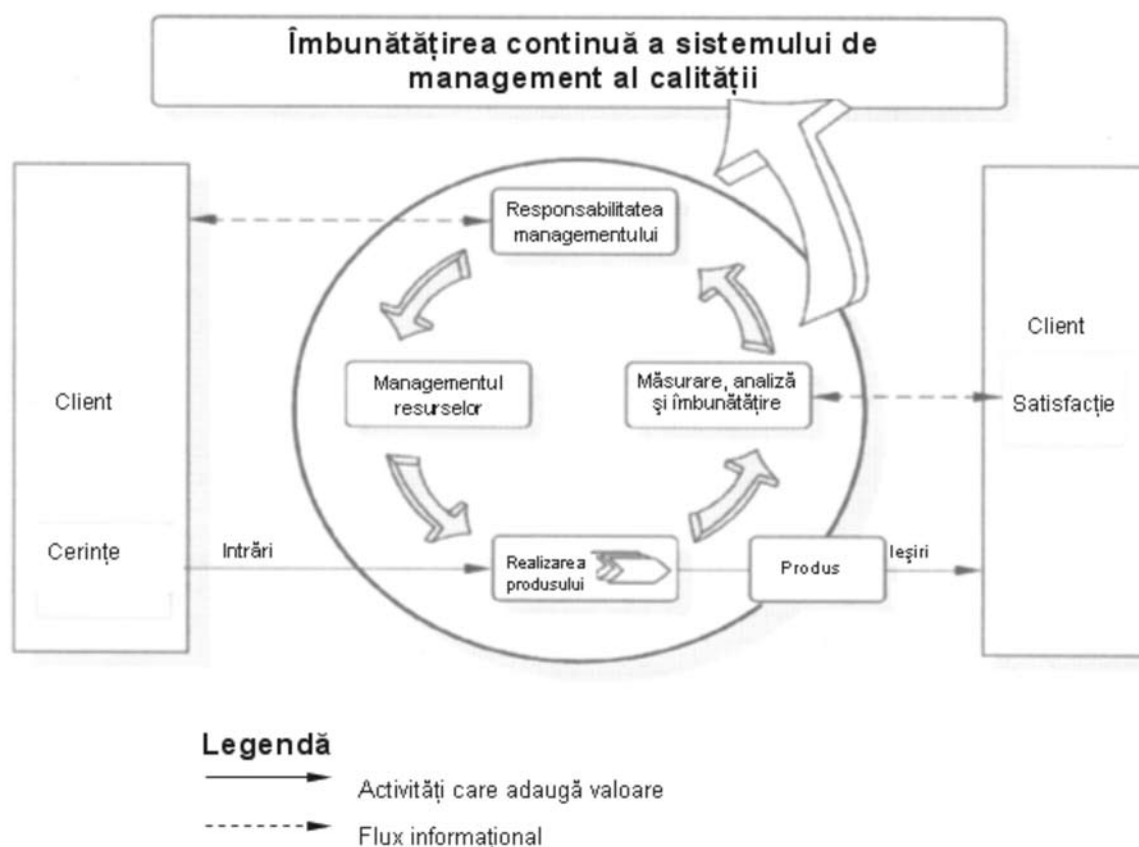 Îmbunătățirea continuă a sistemului de
management al calității
Responsabilitatea
managementului
Client
Cerințe
Intrări
Managementul
resurselor
Măsurare, analiză
și îmbunătățire
Realizarea
produsului
Produs
Ieșiri
Client
Satisfacție
Legendă
Activități care adaugă valoare
Flux informațional